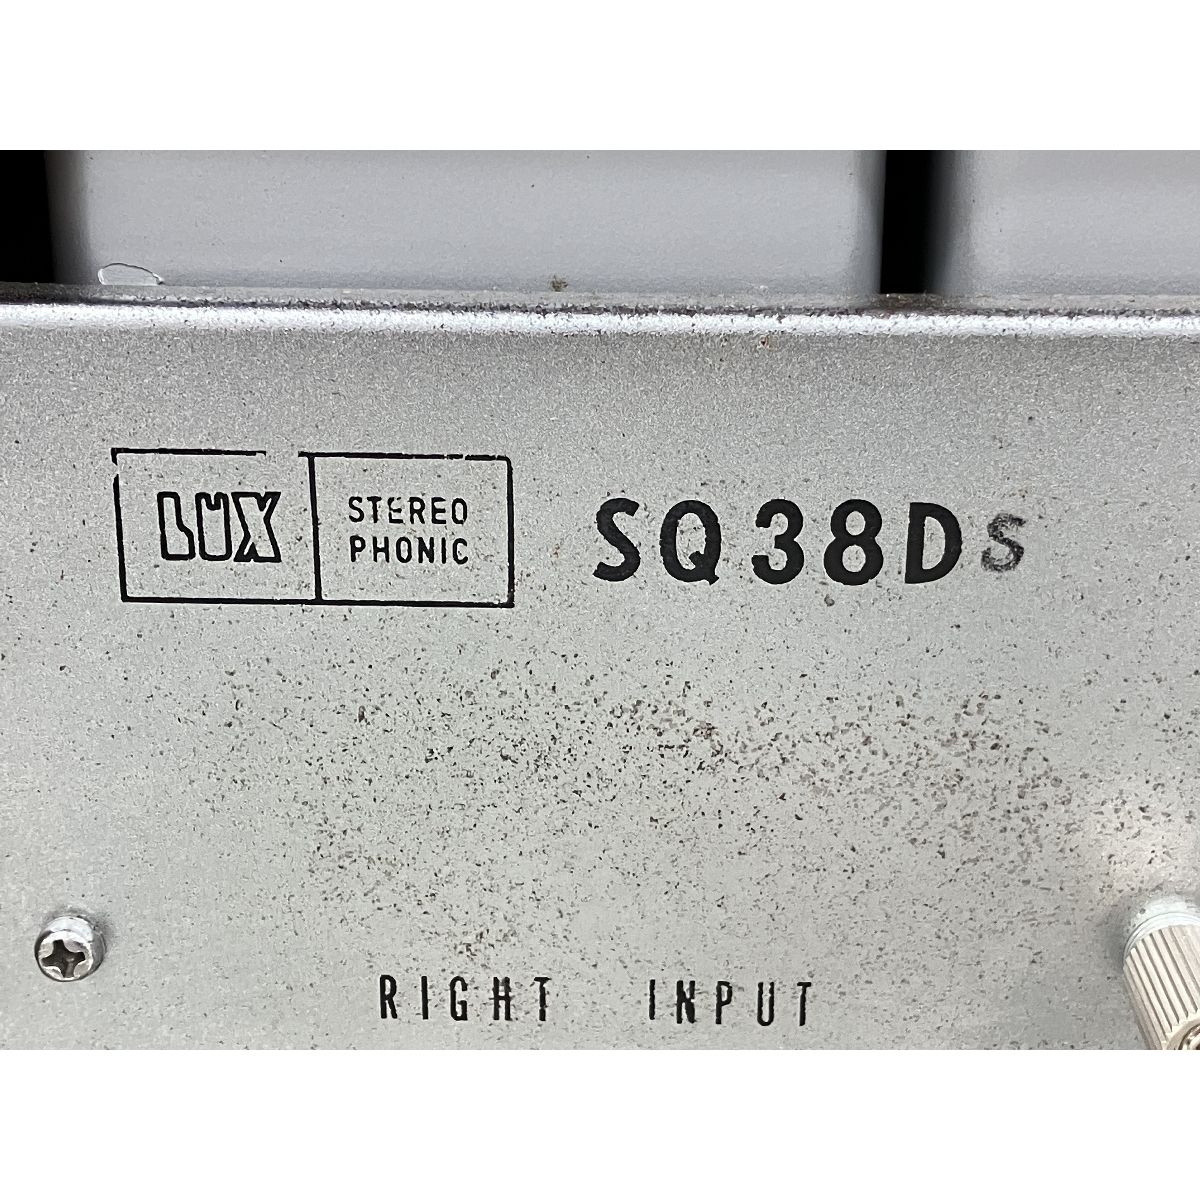 LUX
STEREO
PHONIC
SQ38Ds
RIGHT INPUT